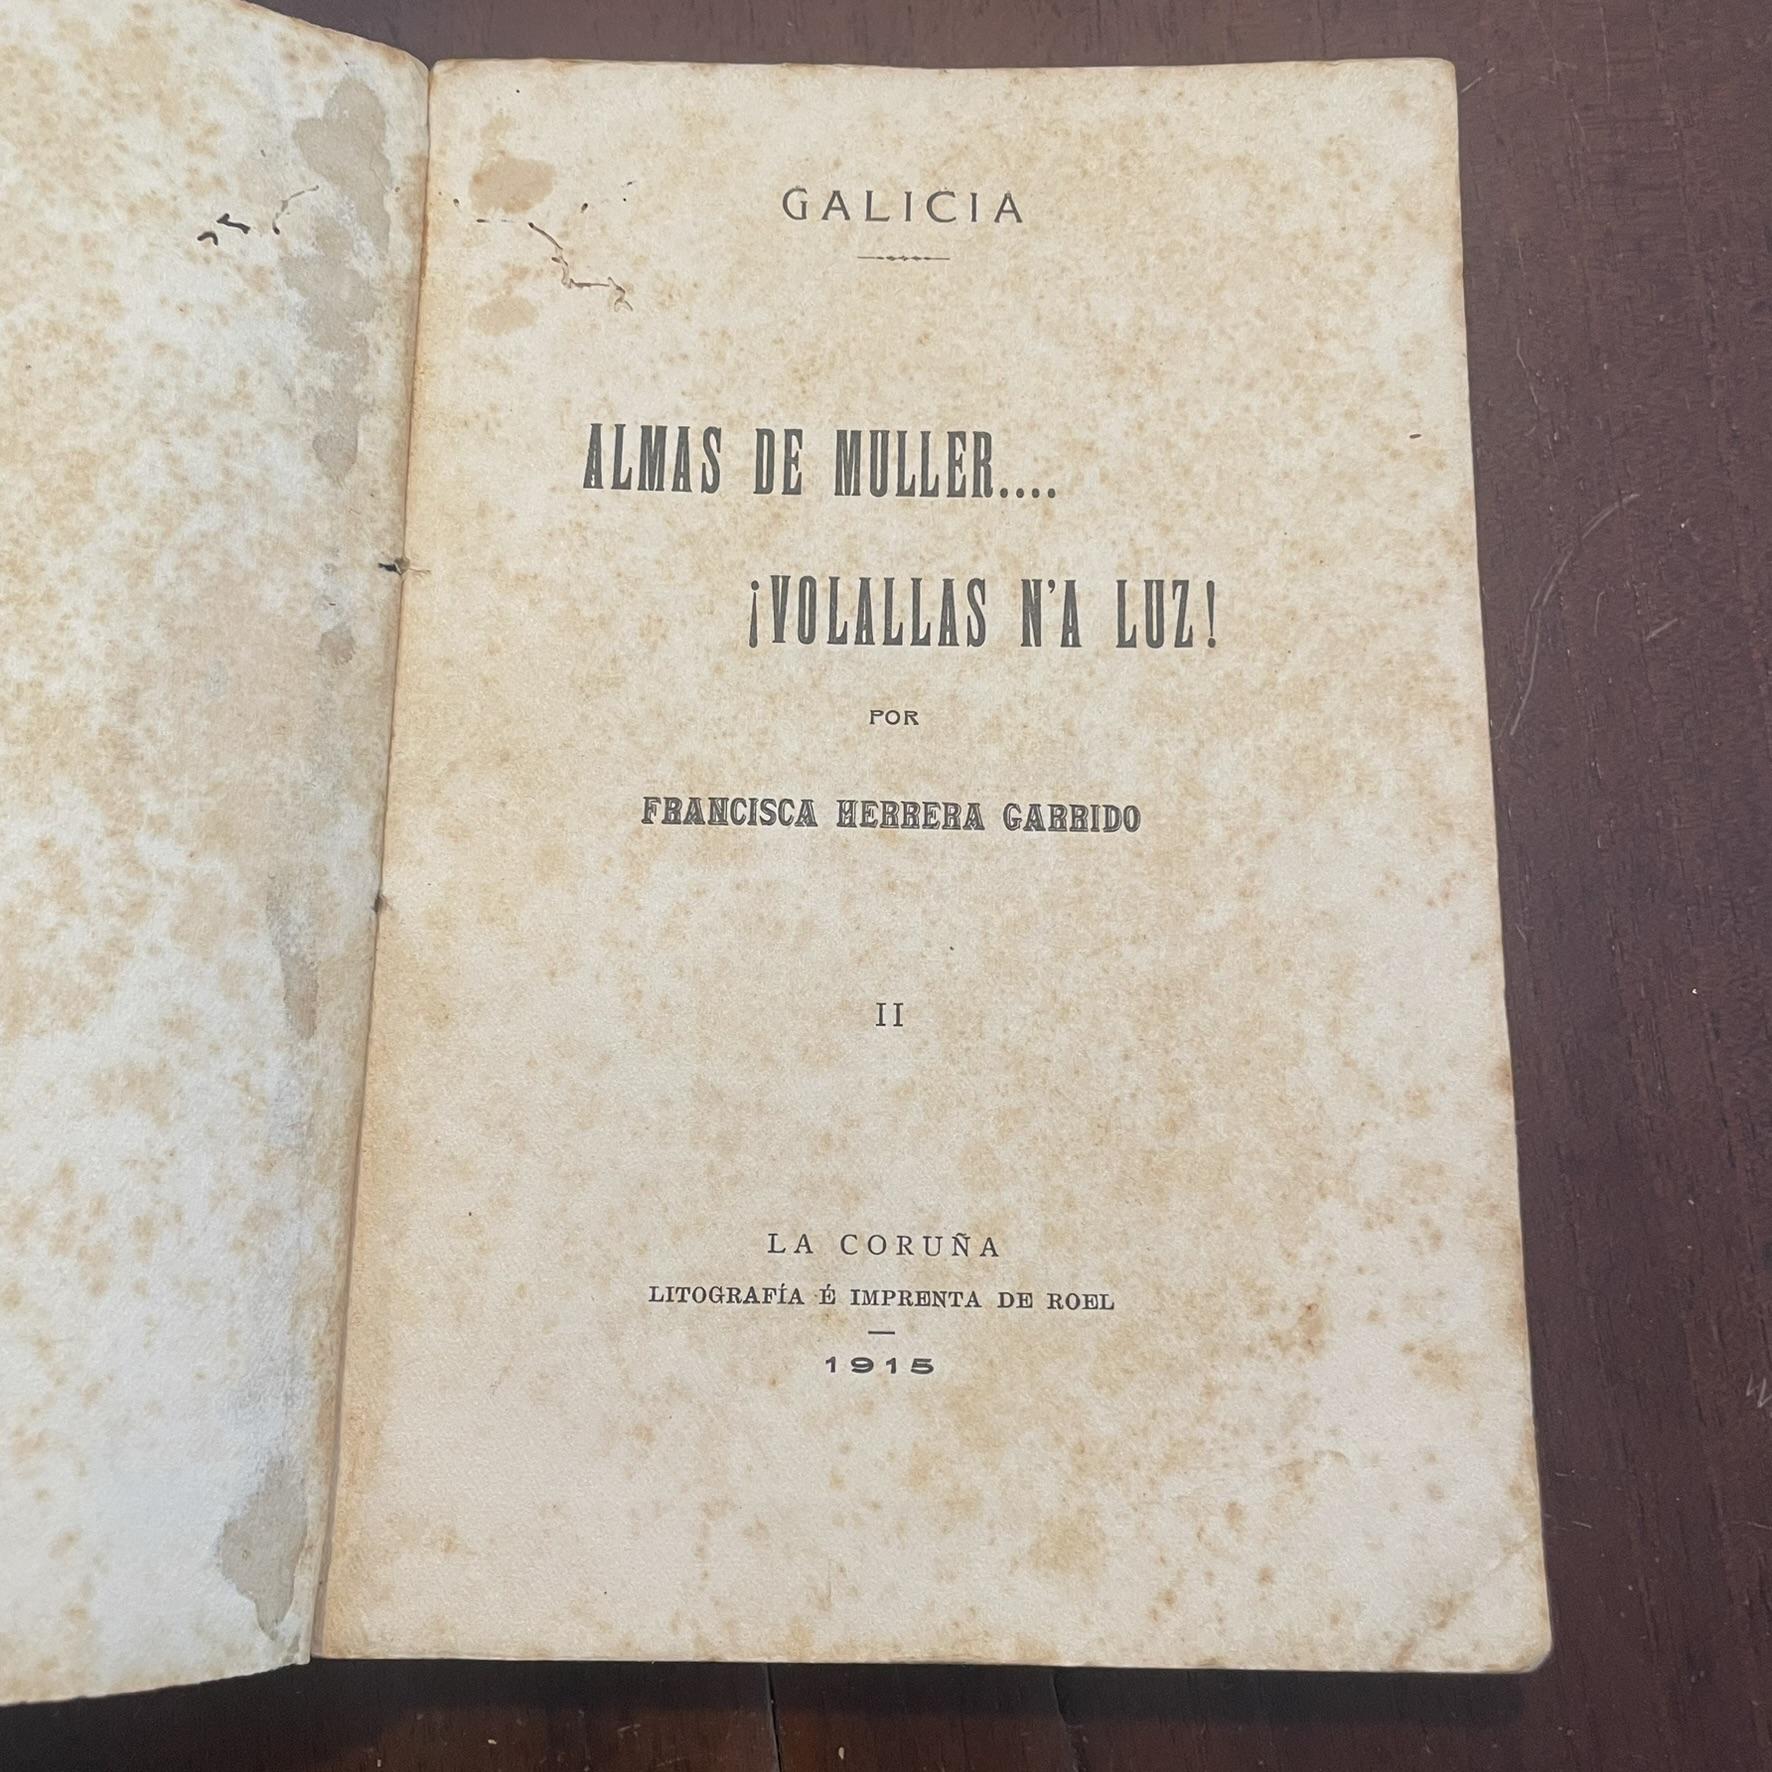 GALICIA
ALMAS DE MULLER....
¡VOLALLAS N'A LUZ!
POR
FRANCISCA HERRERA GARRIDO
II
LA CORUÑA
LITOGRAFÍA É IMPRENTA DE ROEL
1915